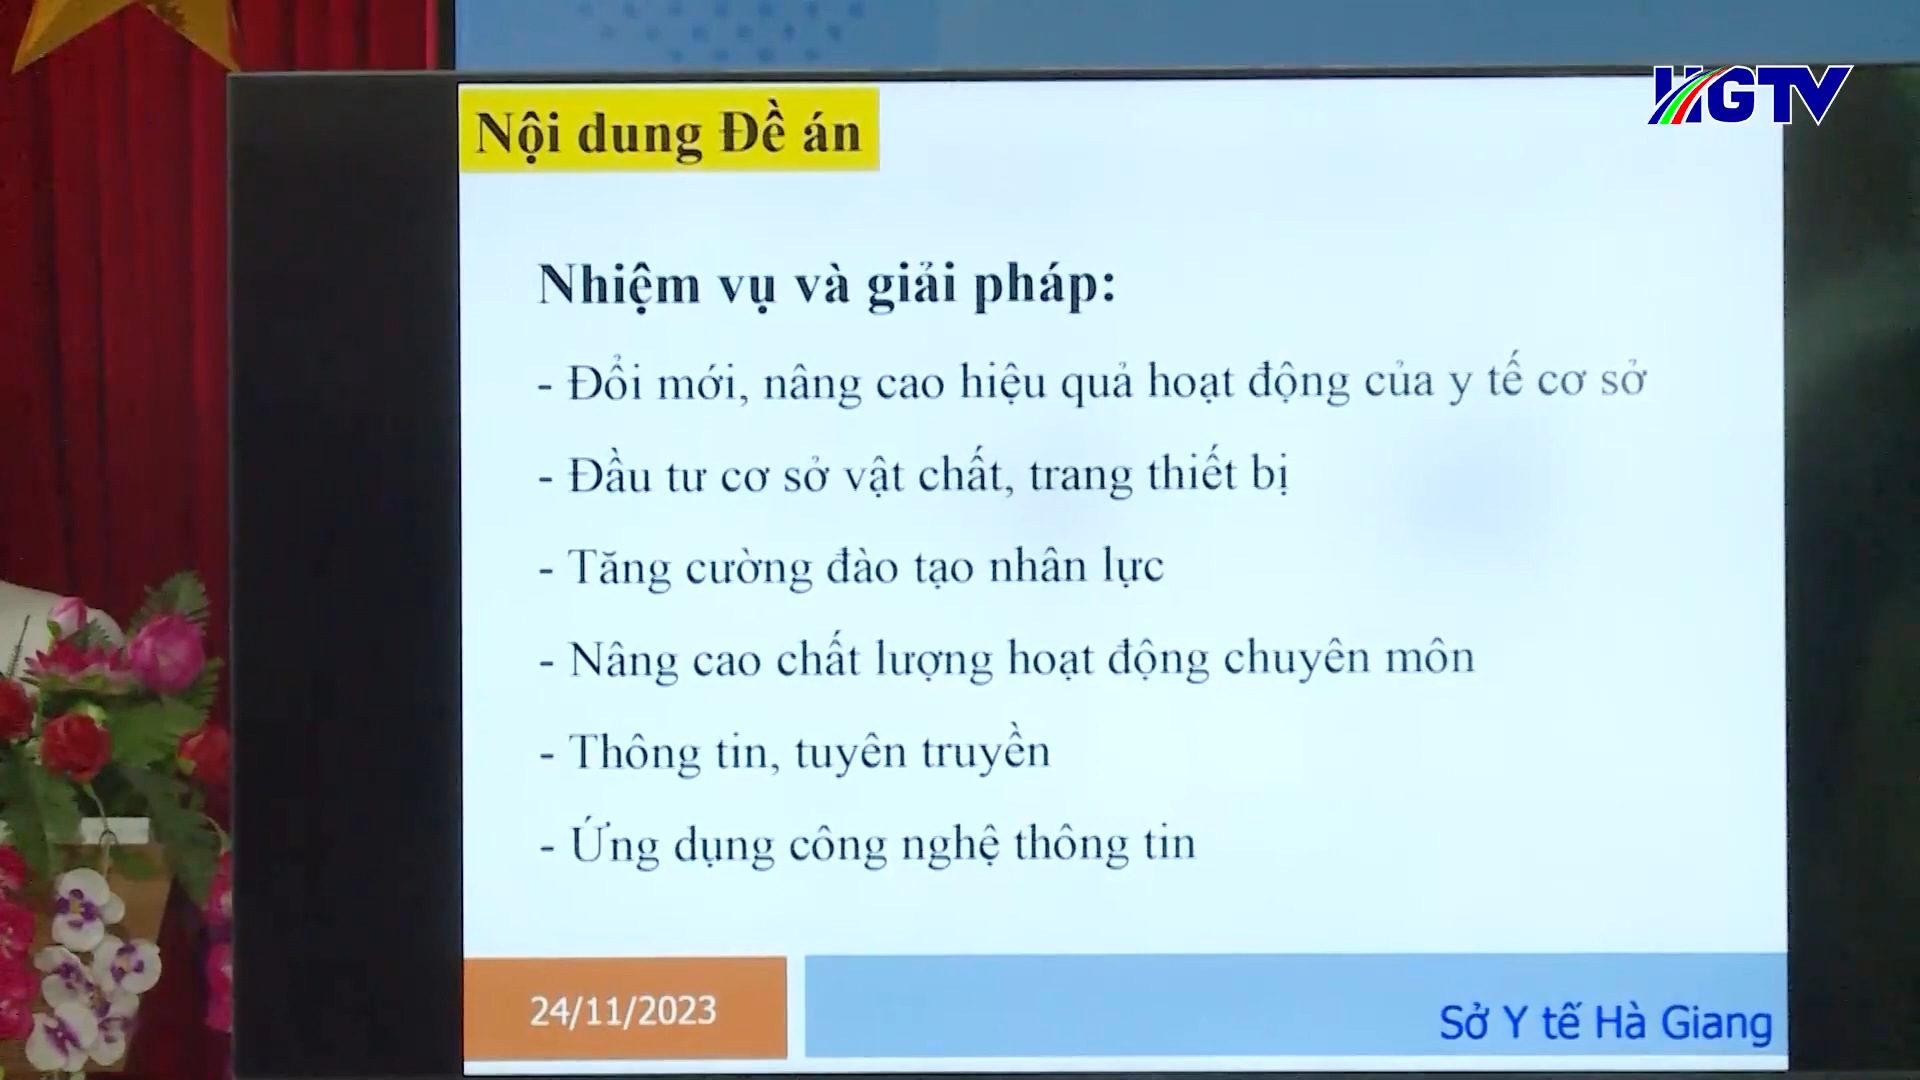 HGTV
Nội dung Đề án
Nhiệm vụ và giải pháp:
- Đổi mới, nâng cao hiệu quả hoạt động của y tế cơ sở
- Đầu tư cơ sở vật chất, trang thiết bị
- Tăng cường đào tạo nhân lực
- Nâng cao chất lượng hoạt động chuyên môn
- Thông tin, tuyên truyền
- Ứng dụng công nghệ thông tin
24/11/2023
Sở Y tế Hà Giang